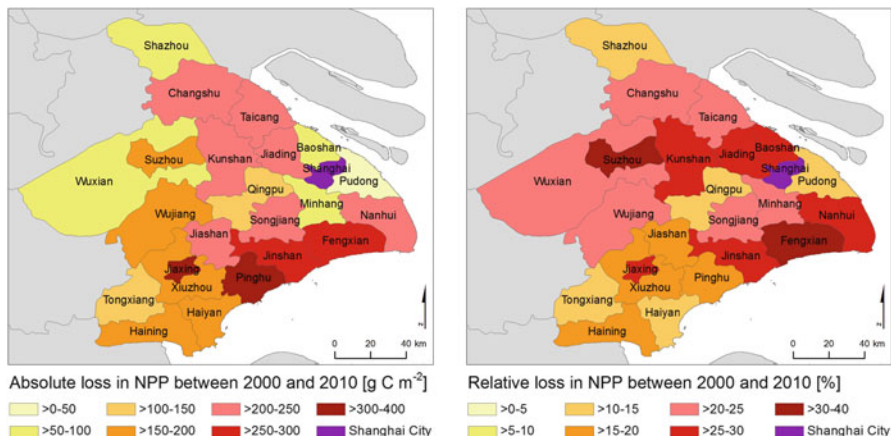 Shazhou
Changshu
Taicang
Baoshan
Suzhou
Kunshan
Jiading
Shanghai
Wuxian
Pudong
Qingpu
Minhang
Wujiang
Songjiang
Nanhui
Jiashan
Fengxian
Jinshan
Jiaxing
Pinghu
Xiuzhou
Tongxiang
Haiyan
Haining
N
0 20 40 km
Absolute loss in NPP between 2000 and 2010 [g C m⁻²]
>0-50 >100-150 >200-250 >300-400
>50-100 >150-200 >250-300 Shanghai City
Shazhou
Changshu
Taicang
Baoshan
Suzhou
Kunshan
Jiading
Shanghai
Wuxian
Pudong
Qingpu
Minhang
Wujiang
Songjiang
Nanhui
Jiashan
Fengxian
Jinshan
Jiaxing
Pinghu
Xiuzhou
Tongxiang
Haiyan
Haining
N
0 20 40 km
Relative loss in NPP between 2000 and 2010 [%]
>0-5 >10-15 >20-25 >30-40
>5-10 >15-20 >25-30 Shanghai City